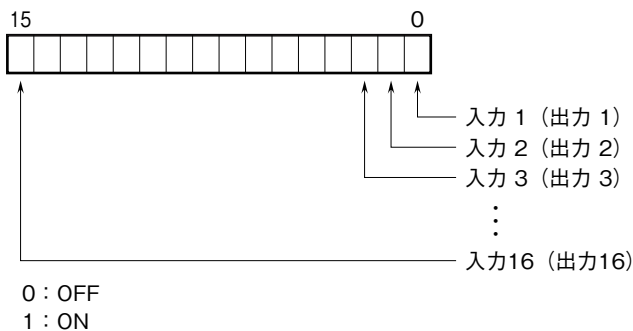 15 0
入力 1（出力 1）
入力 2（出力 2）
入力 3（出力 3）
⋮
入力16（出力16）
0：OFF
1：ON